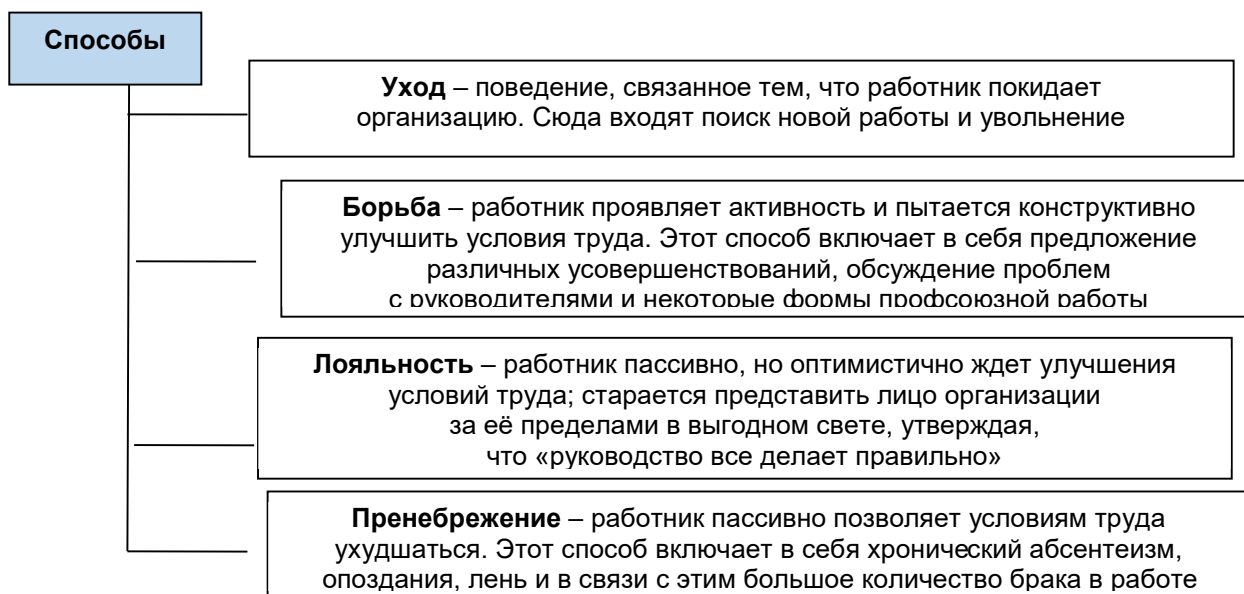 Способы
Уход – поведение, связанное тем, что работник покидает
организацию. Сюда входят поиск новой работы и увольнение
Борьба – работник проявляет активность и пытается конструктивно
улучшить условия труда. Этот способ включает в себя предложение
различных усовершенствований, обсуждение проблем
с руководителями и некоторые формы профсоюзной работы
Лояльность – работник пассивно, но оптимистично ждет улучшения
условий труда; старается представить лицо организации
за её пределами в выгодном свете, утверждая,
что «руководство все делает правильно»
Пренебрежение – работник пассивно позволяет условиям труда
ухудшаться. Этот способ включает в себя хронический абсентеизм,
опоздания, лень и в связи с этим большое количество брака в работе